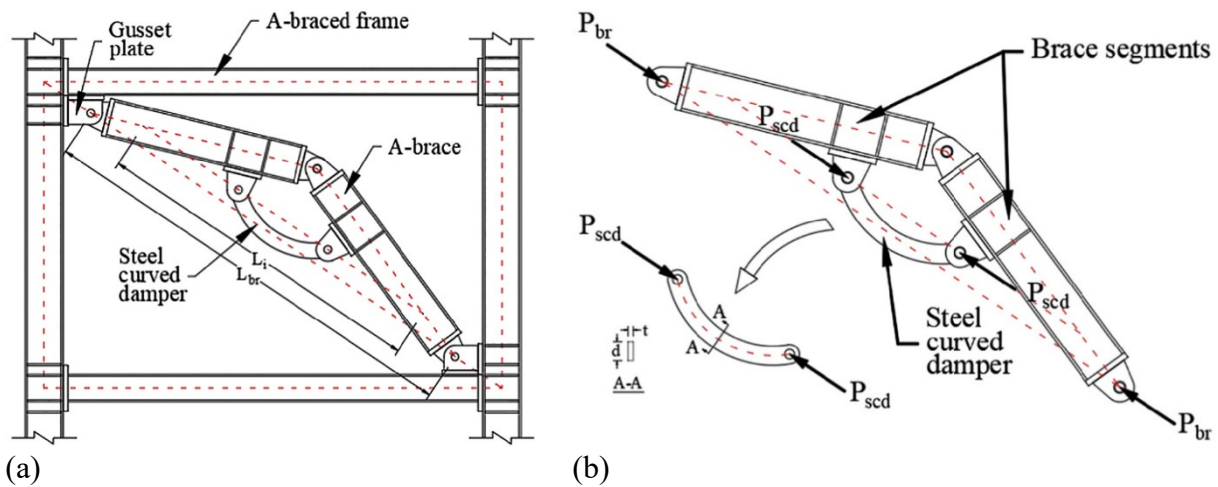 Gusset
plate
A-braced frame
A-brace
Steel
curved
damper
L_i
L_br
(a)
P_br
Brace segments
P_scd
P_scd
P_scd
A
A
t
d
A-A
Steel
curved
damper
P_scd
P_br
(b)